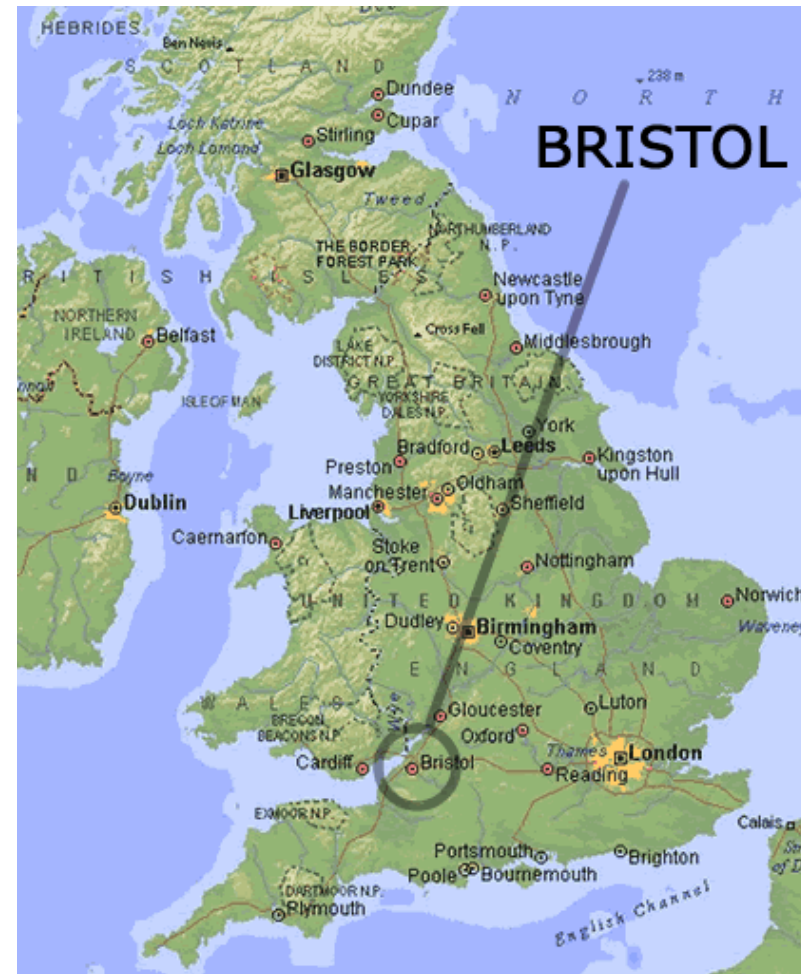 HEBRIDES
Ben Nevis
SCOTLAND
Dundee
238 m
NORTH
Cupar
Loch Katrine
Stirling
Loch Lomond
BRISTOL
Glasgow
Tweed
NORTHUMBERLAND
N.P.
THE BORDER
FOREST PARK
BRITISH ISLES
Newcastle
upon Tyne
NORTHERN
IRELAND
Belfast
Cross Fell
Middlesbrough
LAKE
DISTRICT N.P.
GREAT BRITAIN
ISLE OF MAN
YORKSHIRE
DALES N.P.
York
Bradford
Leeds
Preston
Kingston
upon Hull
ND
Boyne
Dublin
Manchester
Oldham
Liverpool
Sheffield
Caernarfon
Stoke
on Trent
Nottingham
UNITED KINGDOM
Norwich
Dudley
Birmingham
Waveney
Coventry
ENGLAND
WALES
Wye
Luton
BRECON
BEACONS N.P.
Gloucester
Oxford
Thames
London
Cardiff
Bristol
Reading
EXMOOR N.P.
Calais
Portsmouth
Brighton
Poole
Bournemouth
of D
DARTMOOR N.P.
Plymouth
English Channel